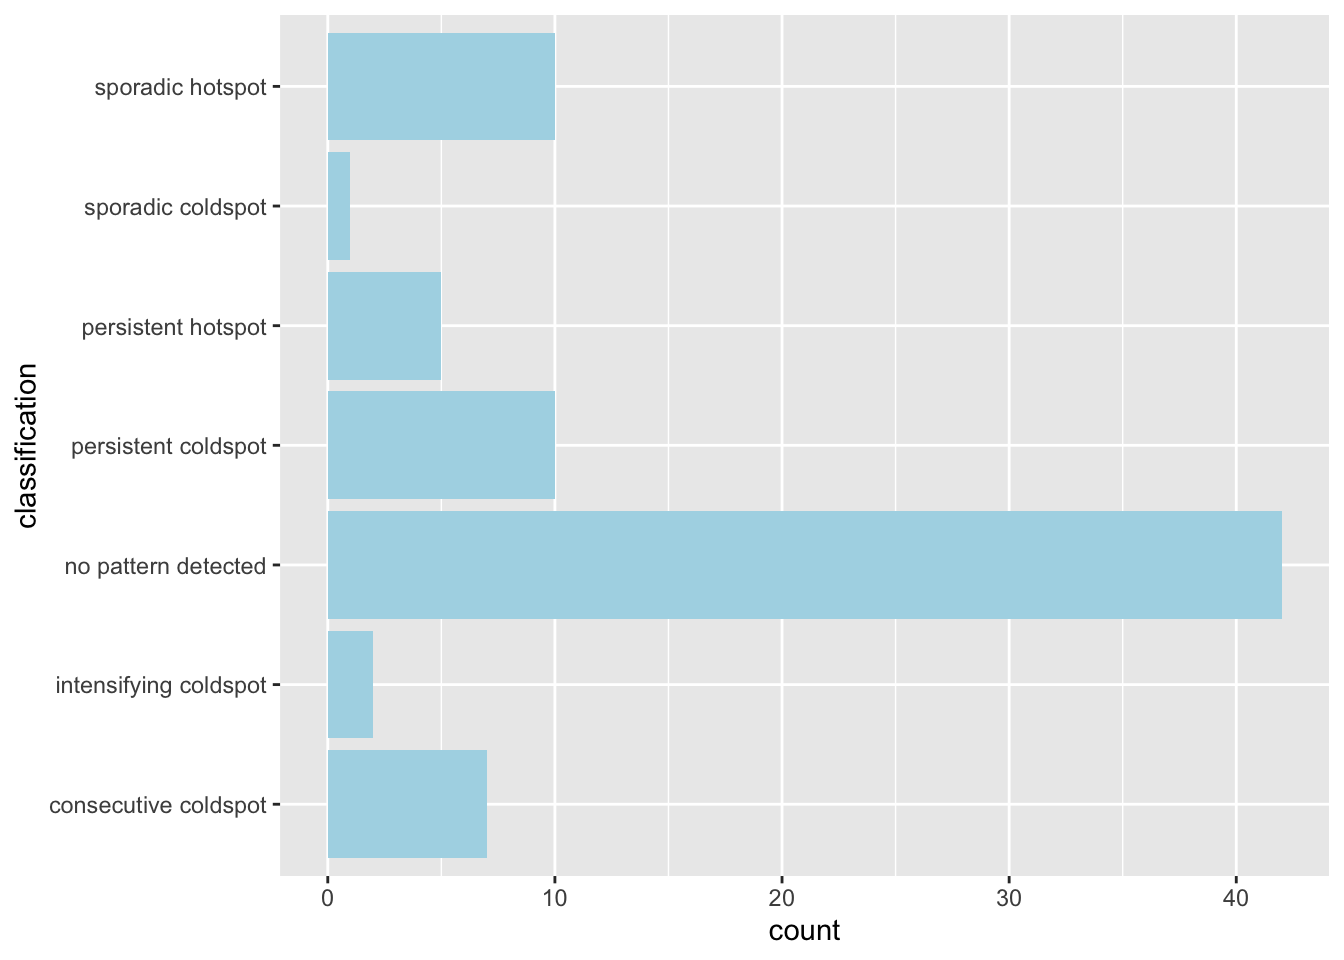 sporadic hotspot
sporadic coldspot
persistent hotspot
persistent coldspot
no pattern detected
intensifying coldspot
consecutive coldspot
classification
0 10 20 30 40
count